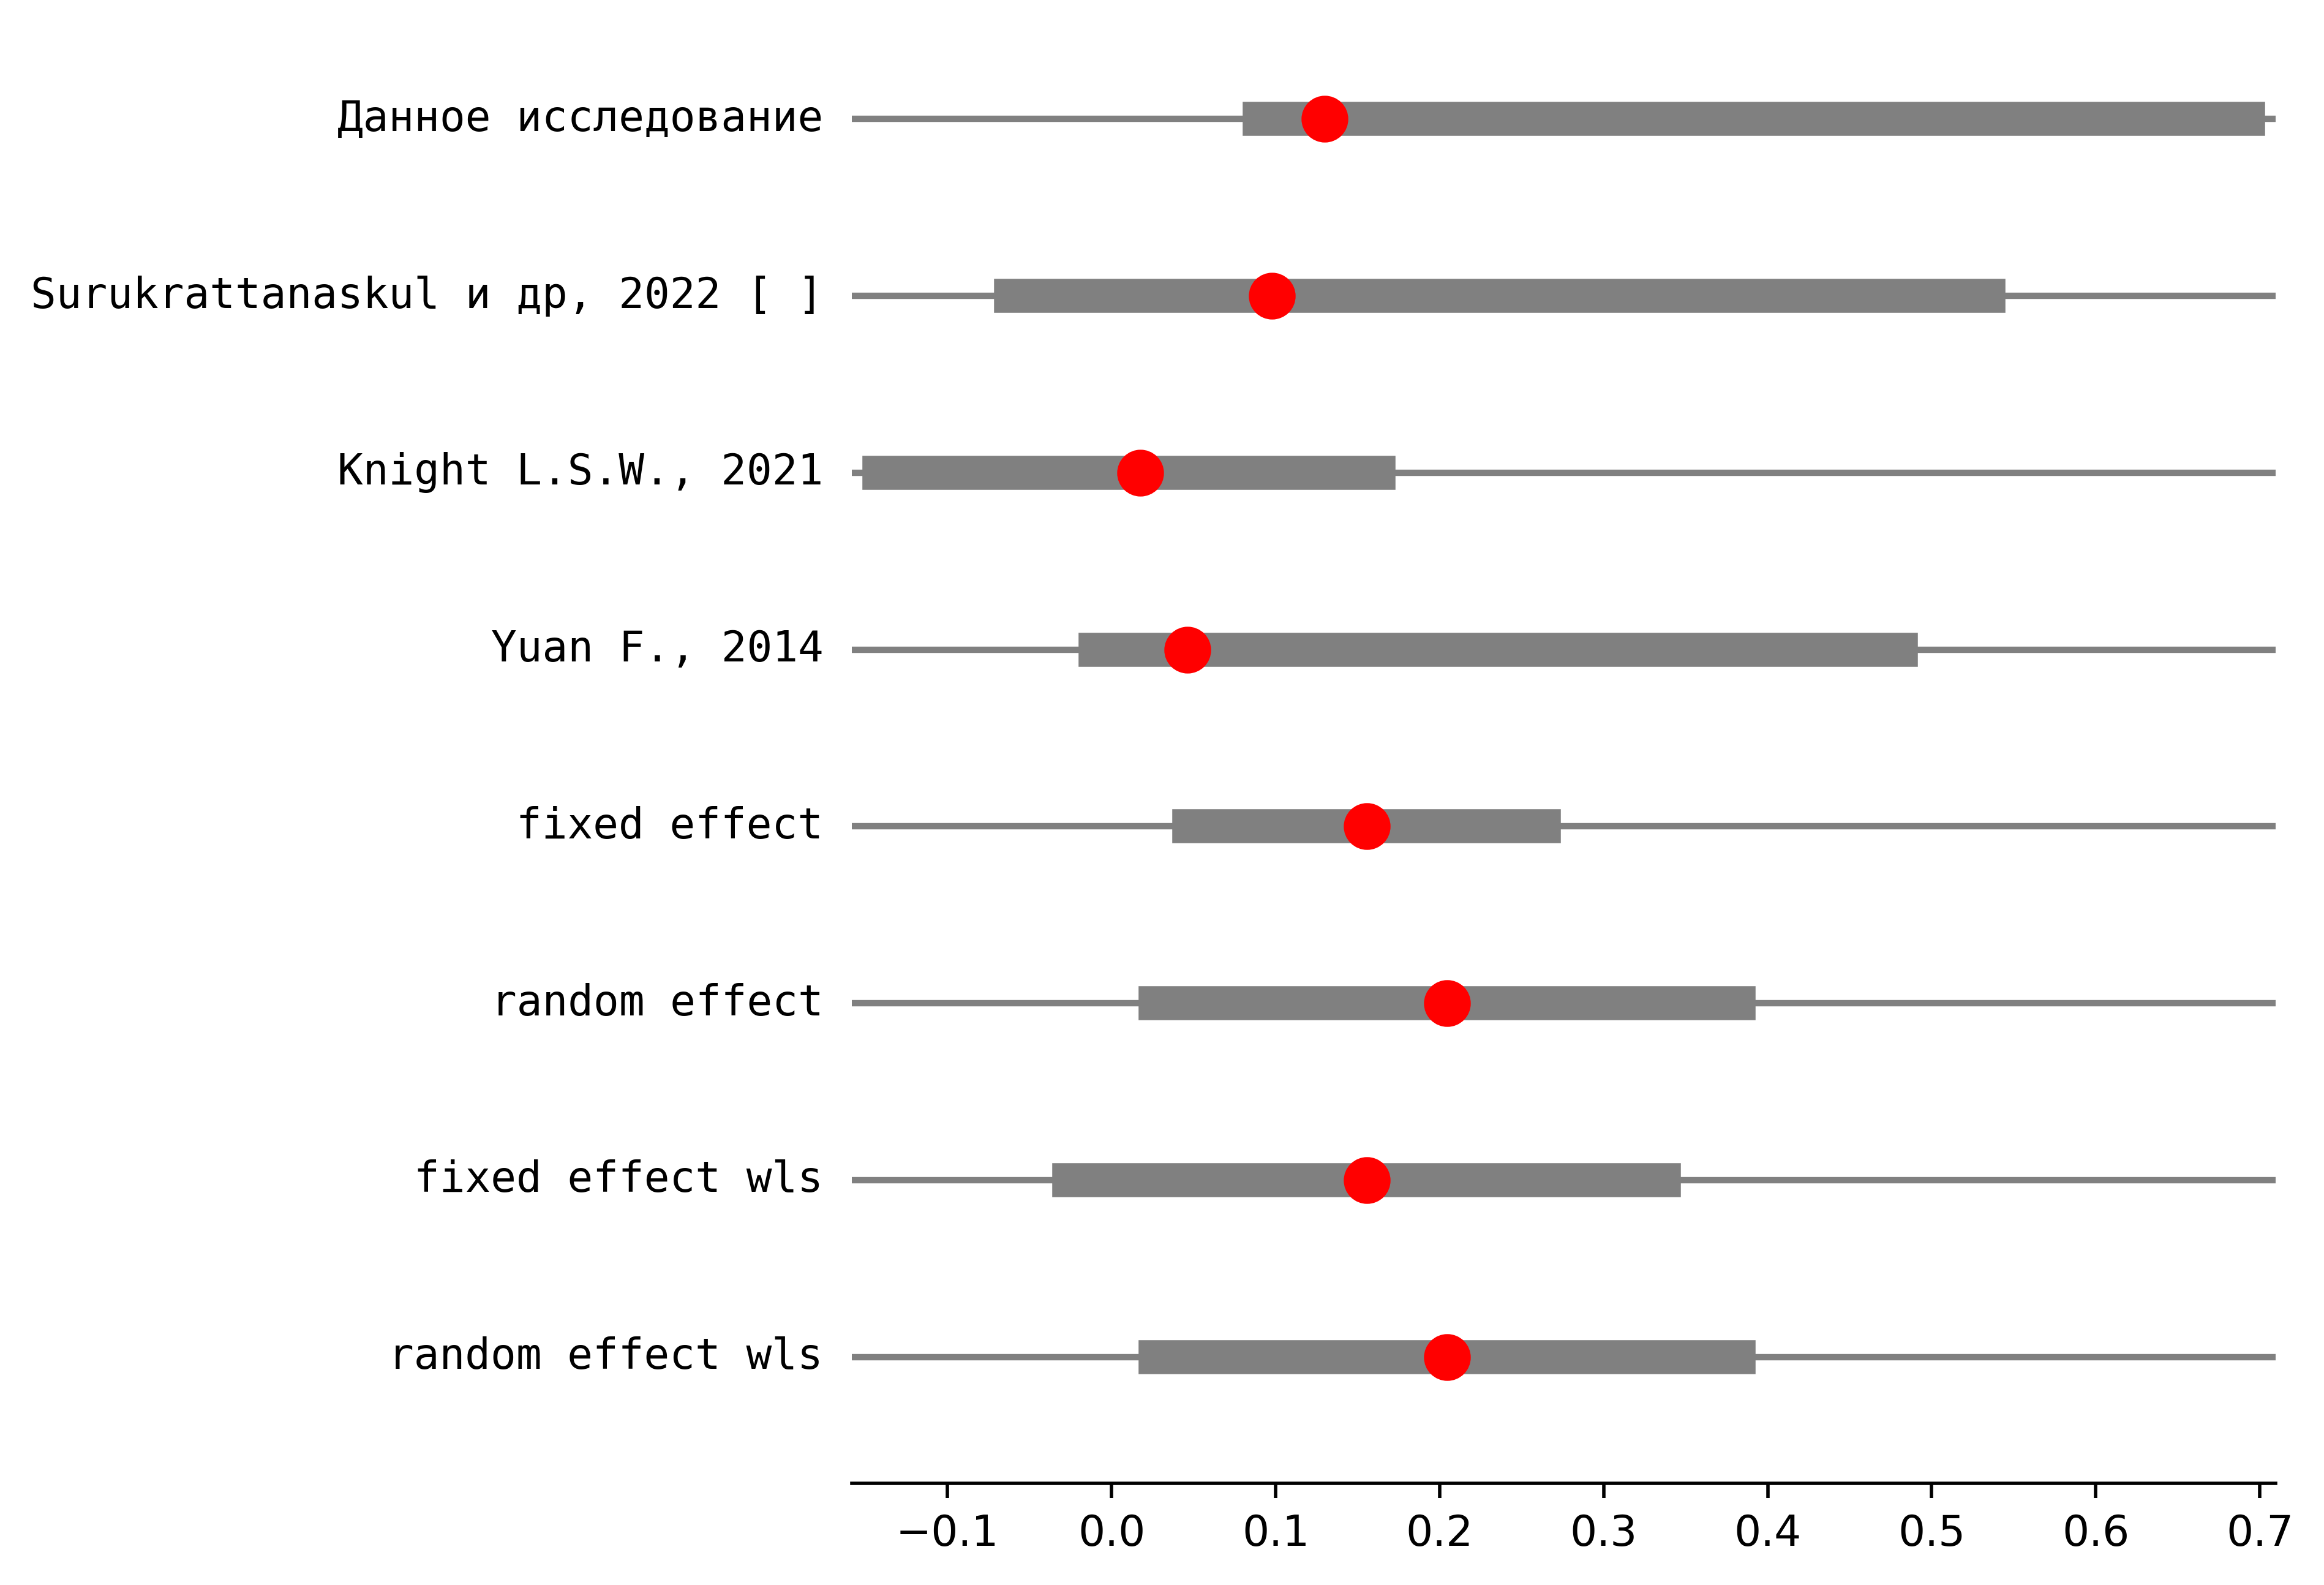 Данное исследование
Surukrattanaskul и др, 2022 [ ]
Knight L.S.W., 2021
Yuan F., 2014
fixed effect
random effect
fixed effect wls
random effect wls
−0.1 0.0 0.1 0.2 0.3 0.4 0.5 0.6 0.7